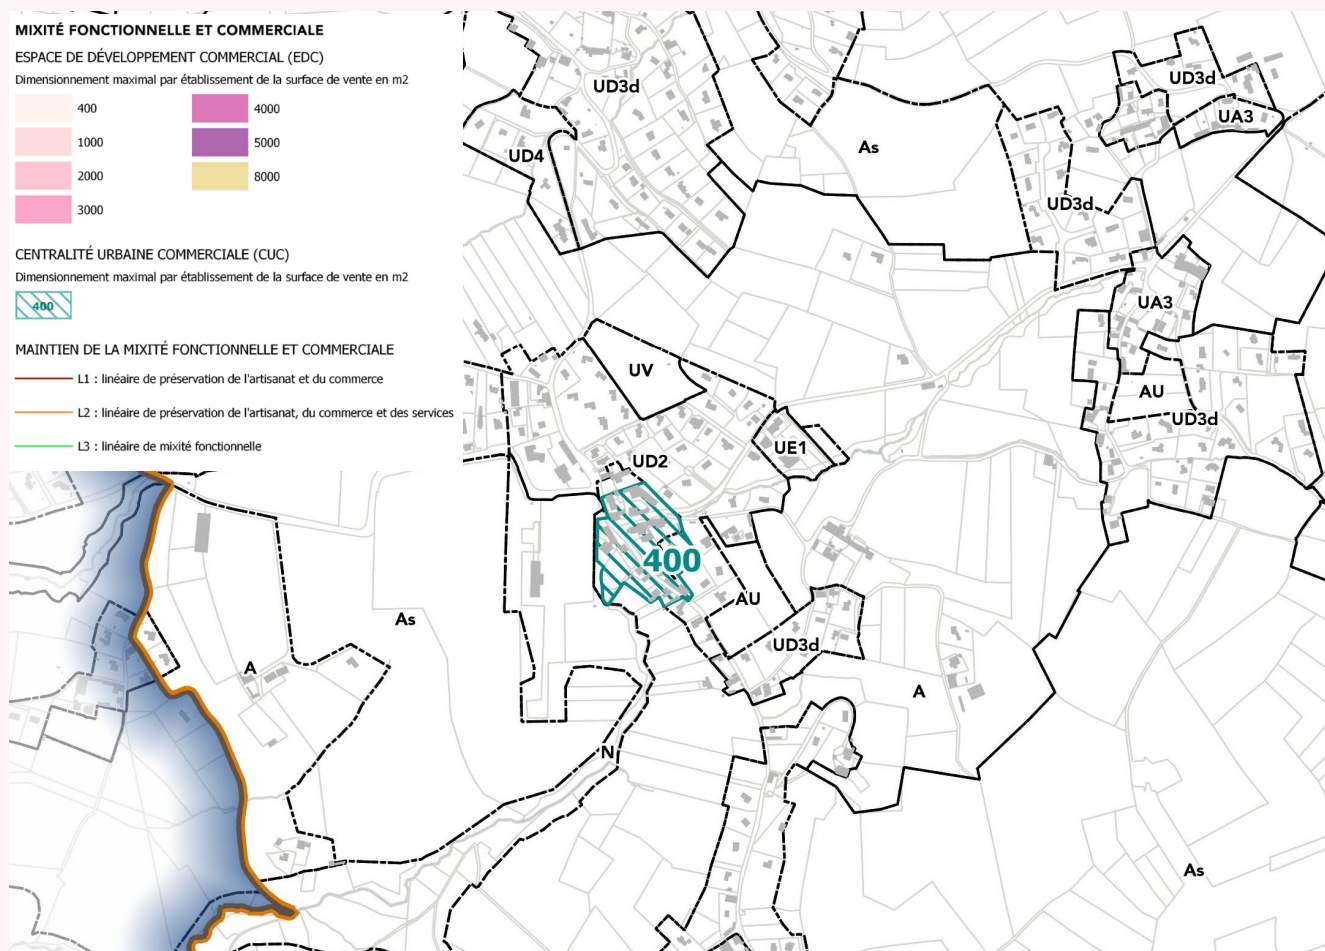 MIXITÉ FONCTIONNELLE ET COMMERCIALE
ESPACE DE DÉVELOPPEMENT COMMERCIAL (EDC)
Dimensionnement maximal par établissement de la surface de vente en m2
400
4000
1000
5000
2000
8000
3000
CENTRALITÉ URBAINE COMMERCIALE (CUC)
Dimensionnement maximal par établissement de la surface de vente en m2
400
MAINTIEN DE LA MIXITÉ FONCTIONNELLE ET COMMERCIALE
L1 : linéaire de préservation de l'artisanat et du commerce
L2 : linéaire de préservation de l'artisanat, du commerce et des services
L3 : linéaire de mixité fonctionnelle
UD3d
UD3d
UA3
As
UD4
UD3d
UA3
UV
AU
UD3d
UE1
UD2
400
AU
As
UD3d
A
A
N
As